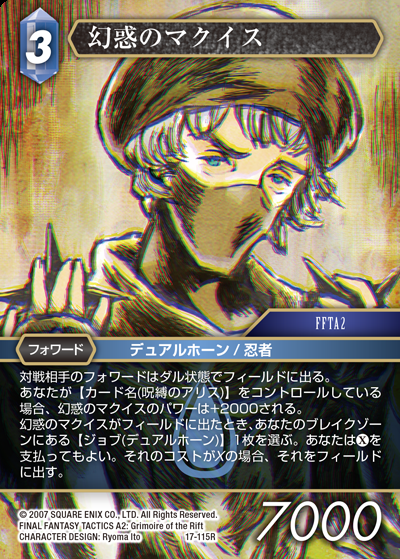 3
幻惑のマクイス
FFTA2
フォワード
デュアルホーン / 忍者
対戦相手のフォワードはダル状態でフィールドに出る。
あなたが【カード名(呪縛のアリス)】をコントロールしている
場合、幻惑のマクイスのパワーは+2000される。
幻惑のマクイスがフィールドに出たとき、あなたのブレイクゾー
ンにある【ジョブ(デュアルホーン)】1枚を選ぶ。あなたはXを
支払ってもよい。それのコストがXの場合、それをフィールド
に出す。
© 2007 SQUARE ENIX CO., LTD. All Rights Reserved.
FINAL FANTASY TACTICS A2: Grimoire of the Rift
CHARACTER DESIGN: Ryoma Ito
17-115R
7000